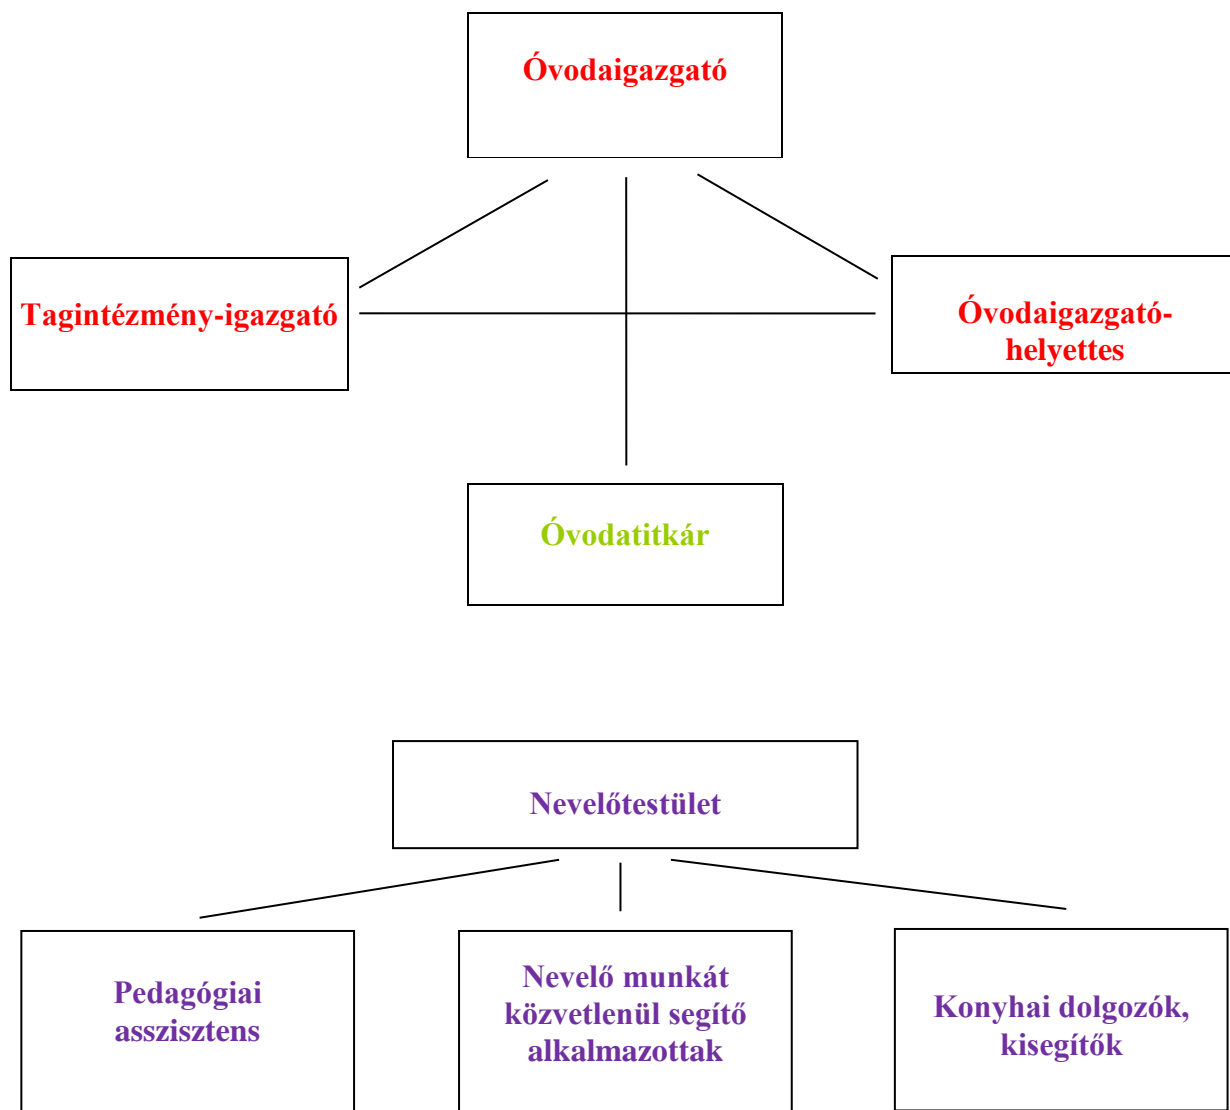 Óvodaigazgató
Tagintézmény-igazgató
Óvodaigazgató-
helyettes
Óvodatitkár
Nevelőtestület
Pedagógiai
asszisztens
Nevelő munkát
közvetlenül segítő
alkalmazottak
Konyhai dolgozók,
kisegítők